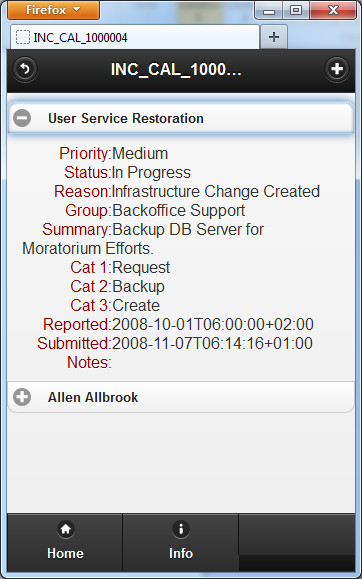 Firefox
INC_CAL_1000004
INC_CAL_1000...
User Service Restoration
Priority:Medium
Status:In Progress
Reason:Infrastructure Change Created
Group:Backoffice Support
Summary:Backup DB Server for
Moratorium Efforts.
Cat 1:Request
Cat 2:Backup
Cat 3:Create
Reported:2008-10-01T06:00:00+02:00
Submitted:2008-11-07T06:14:16+01:00
Notes:
Allen Allbrook
Home Info